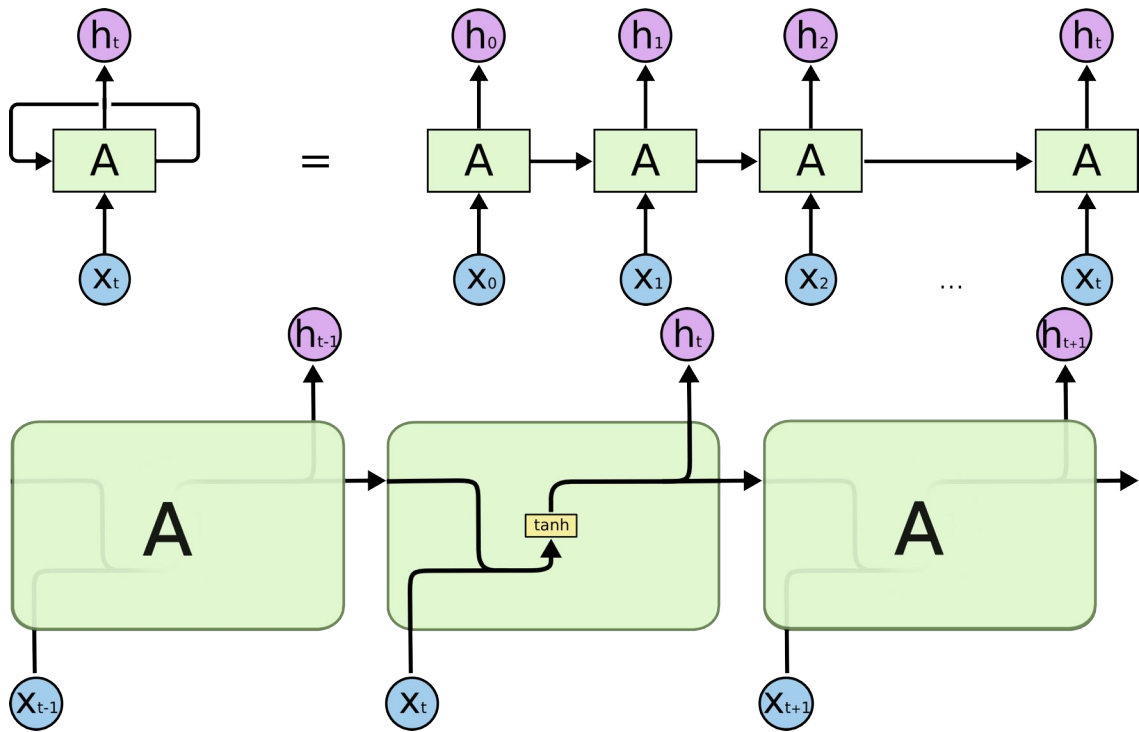 hₜ h₀ h₁ h₂ hₜ
A = A A A A
xₜ x₀ x₁ x₂ ... xₜ
hₜ₋₁ hₜ hₜ₊₁
A tanh A
xₜ₋₁ xₜ xₜ₊₁